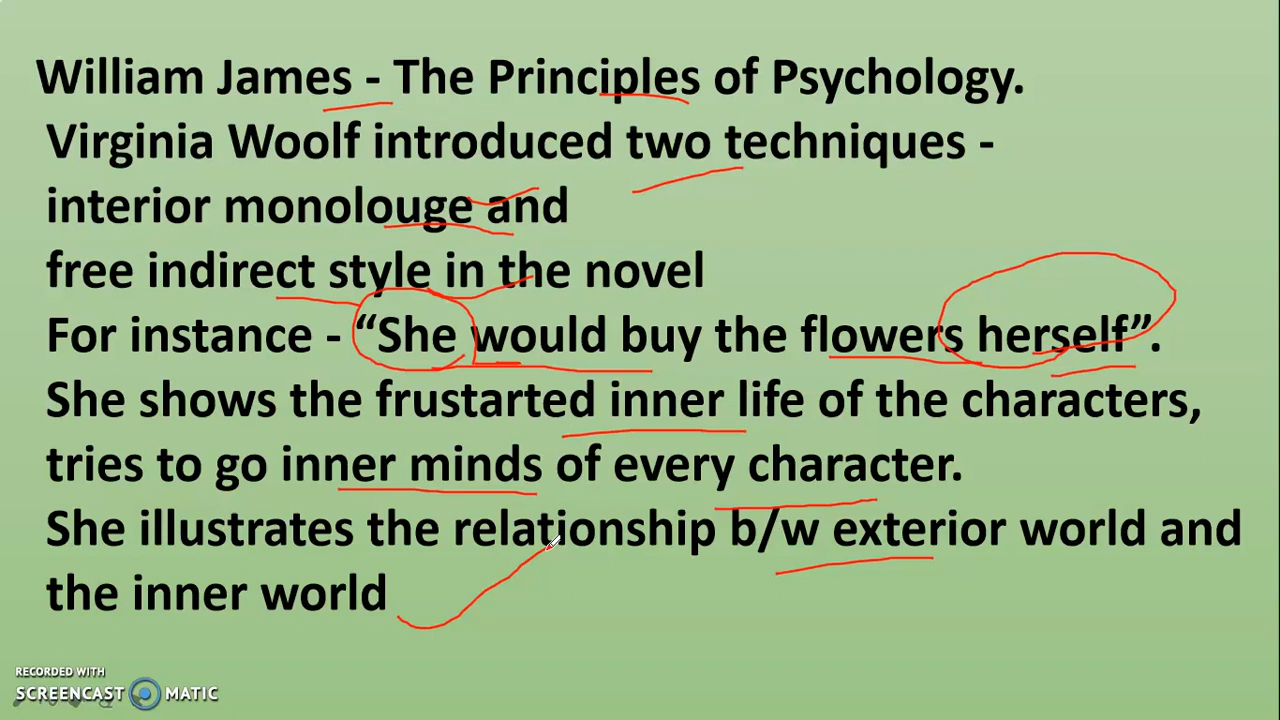 William James - The Principles of Psychology.
Virginia Woolf introduced two techniques -
interior monolouge and
free indirect style in the novel
For instance - “She would buy the flowers herself”.
She shows the frustarted inner life of the characters,
tries to go inner minds of every character.
She illustrates the relationship b/w exterior world and
the inner world
RECORDED WITH
SCREENCAST MATIC